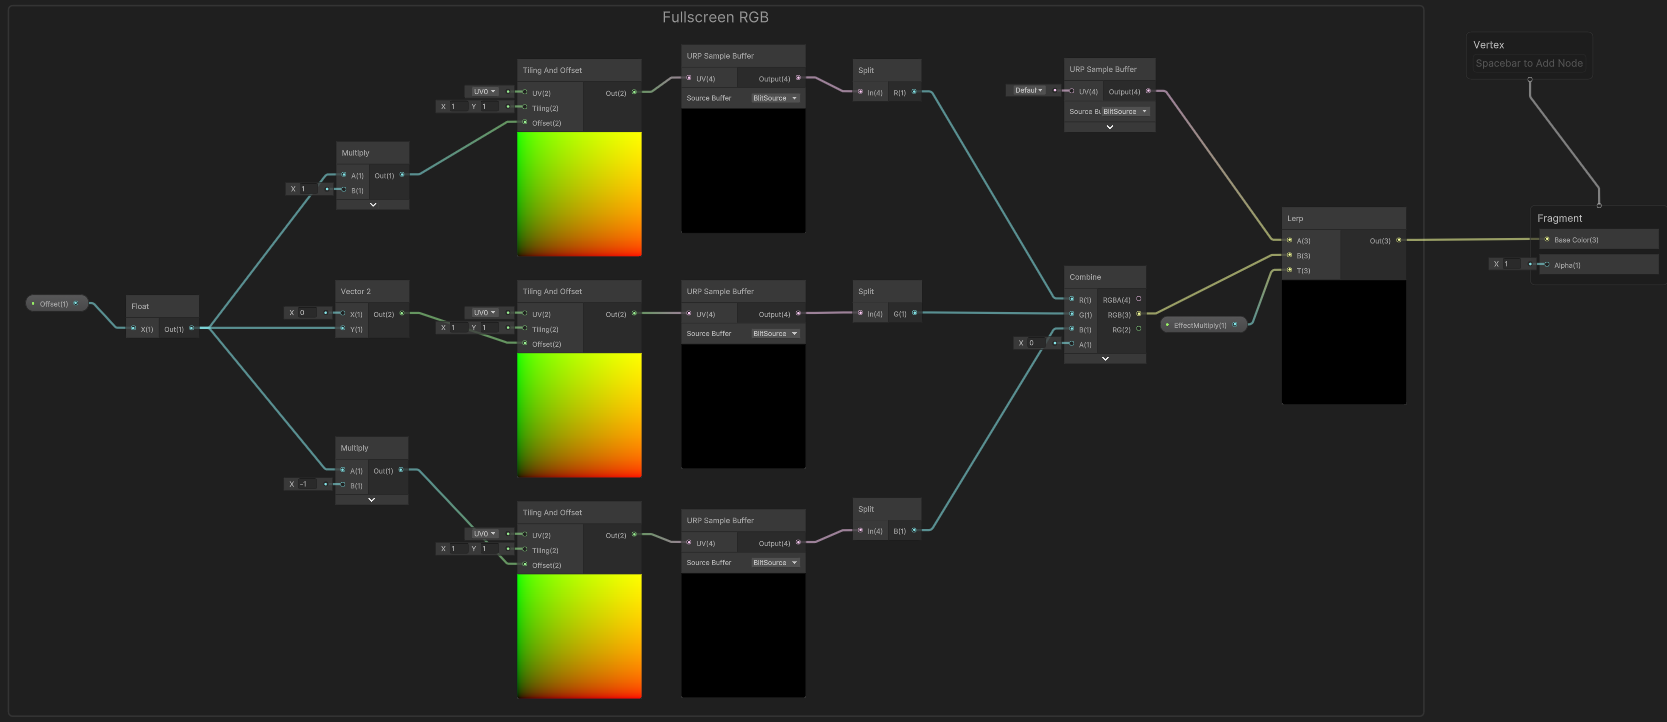 Fullscreen RGB
Offset(1)
Float
X(1) Out(1)
Multiply
A(1) Out(1)
X 1 B(1)
Vector 2
X 0 X(1) Out(2)
Y(1)
Multiply
A(1) Out(1)
X -1 B(1)
Tiling And Offset
UV0 UV(2) Out(2)
X 1 Y 1 Tiling(2)
Offset(2)
Tiling And Offset
UV0 UV(2) Out(2)
X 1 Y 1 Tiling(2)
Offset(2)
Tiling And Offset
UV0 UV(2) Out(2)
X 1 Y 1 Tiling(2)
Offset(2)
URP Sample Buffer
UV(4) Output(4)
Source Buffer BlitSource
URP Sample Buffer
UV(4) Output(4)
Source Buffer BlitSource
URP Sample Buffer
UV(4) Output(4)
Source Buffer BlitSource
Split
In(4) R(1)
Split
In(4) G(1)
Split
In(4) B(1)
URP Sample Buffer
Defaul UV(4) Output(4)
Source Bu BlitSource
Combine
R(1) RGBA(4)
G(1) RGB(3)
B(1) RG(2)
X 0 A(1)
EffectMultiply(1)
Lerp
A(3) Out(3)
B(3)
T(3)
Vertex
Spacebar to Add Node
Fragment
Base Color(3)
X 1 Alpha(1)